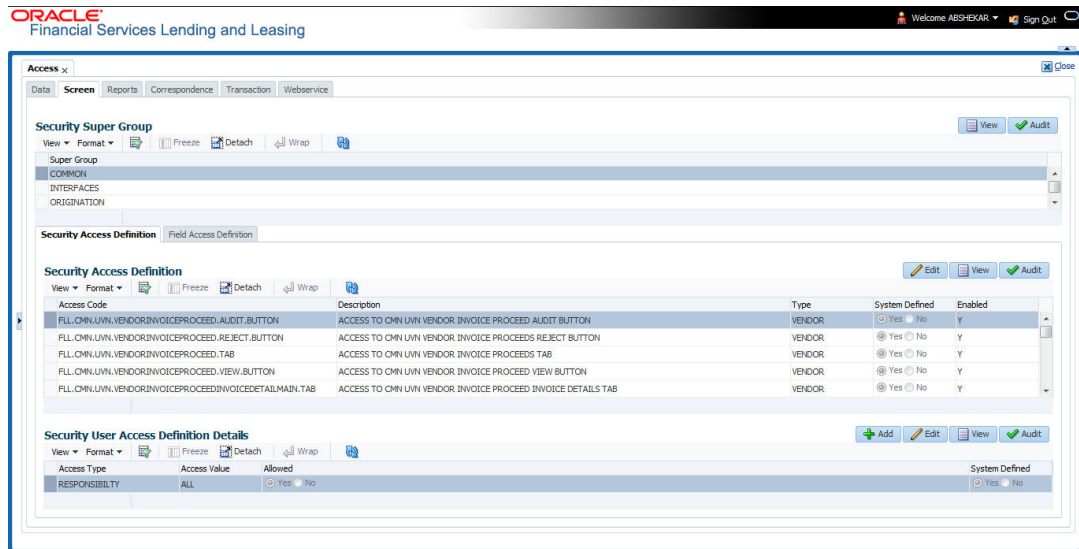 ORACLE®
Financial Services Lending and Leasing
Welcome ABSHEKAR Sign Out
Access x
Close
Data Screen Reports Correspondence Transaction Webservice
Security Super Group
View Audit
View Format Freeze Detach Wrap
Super Group
COMMON
INTERFACES
ORIGINATION
Security Access Definition Field Access Definition
Security Access Definition
Edit View Audit
View Format Freeze Detach Wrap
Access Code Description Type System Defined Enabled
FLL.CMN.UVN.VENDORINVOICEPROCEED.AUDIT.BUTTON ACCESS TO CMN UVN VENDOR INVOICE PROCEED AUDIT BUTTON VENDOR Yes No Y
FLL.CMN.UVN.VENDORINVOICEPROCEED.REJECT.BUTTON ACCESS TO CMN UVN VENDOR INVOICE PROCEEDS REJECT BUTTON VENDOR Yes No Y
FLL.CMN.UVN.VENDORINVOICEPROCEED.TAB ACCESS TO CMN UVN VENDOR INVOICE PROCEEDS TAB VENDOR Yes No Y
FLL.CMN.UVN.VENDORINVOICEPROCEED.VIEW.BUTTON ACCESS TO CMN UVN VENDOR INVOICE PROCEED VIEW BUTTON VENDOR Yes No Y
FLL.CMN.UVN.VENDORINVOICEPROCEEDINVOICEDETAILMAIN.TAB ACCESS TO CMN UVN VENDOR INVOICE PROCEED INVOICE DETAILS TAB VENDOR Yes No Y
Security User Access Definition Details
Add Edit View Audit
View Format Freeze Detach Wrap
Access Type Access Value Allowed System Defined
RESPONSIBILTY ALL Yes No Yes No